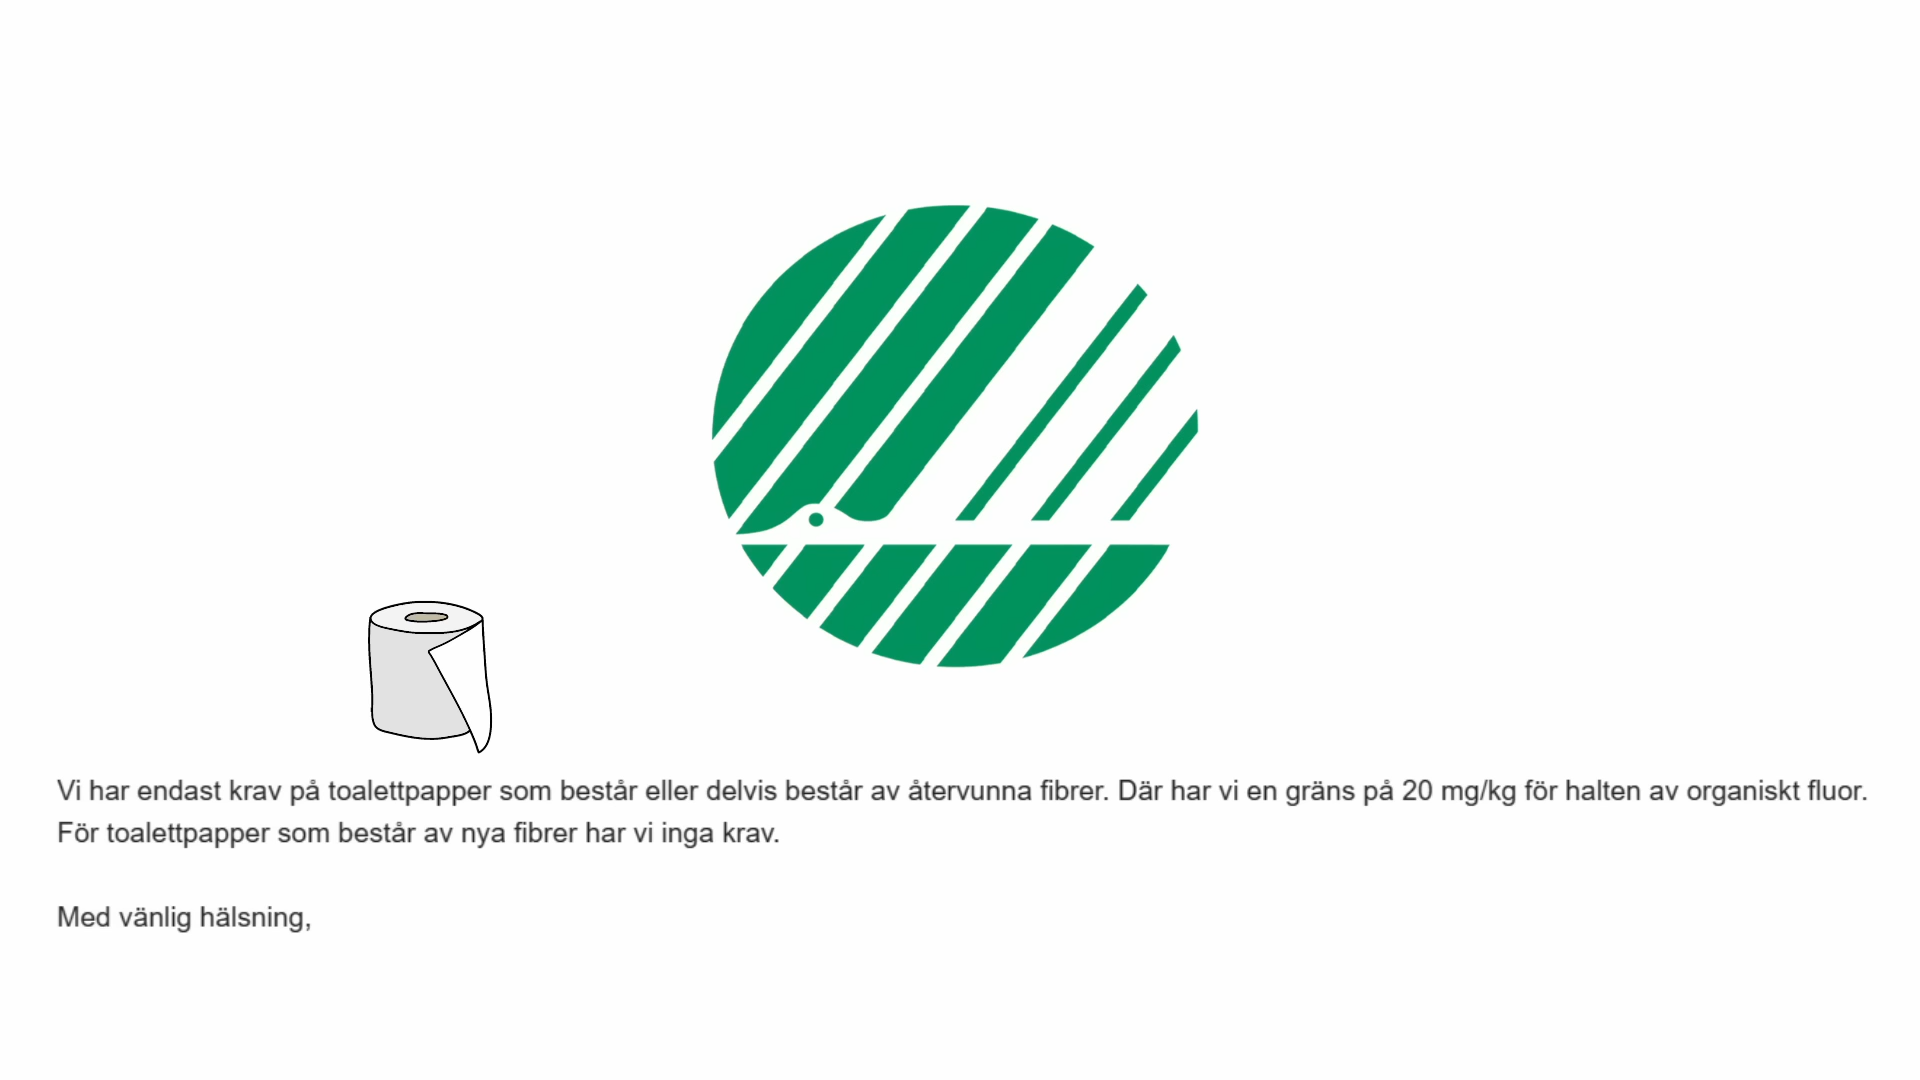 Vi har endast krav på toalettpapper som består eller delvis består av återvunna fibrer. Där har vi en gräns på 20 mg/kg för halten av organiskt fluor.
För toalettpapper som består av nya fibrer har vi inga krav.
Med vänlig hälsning,